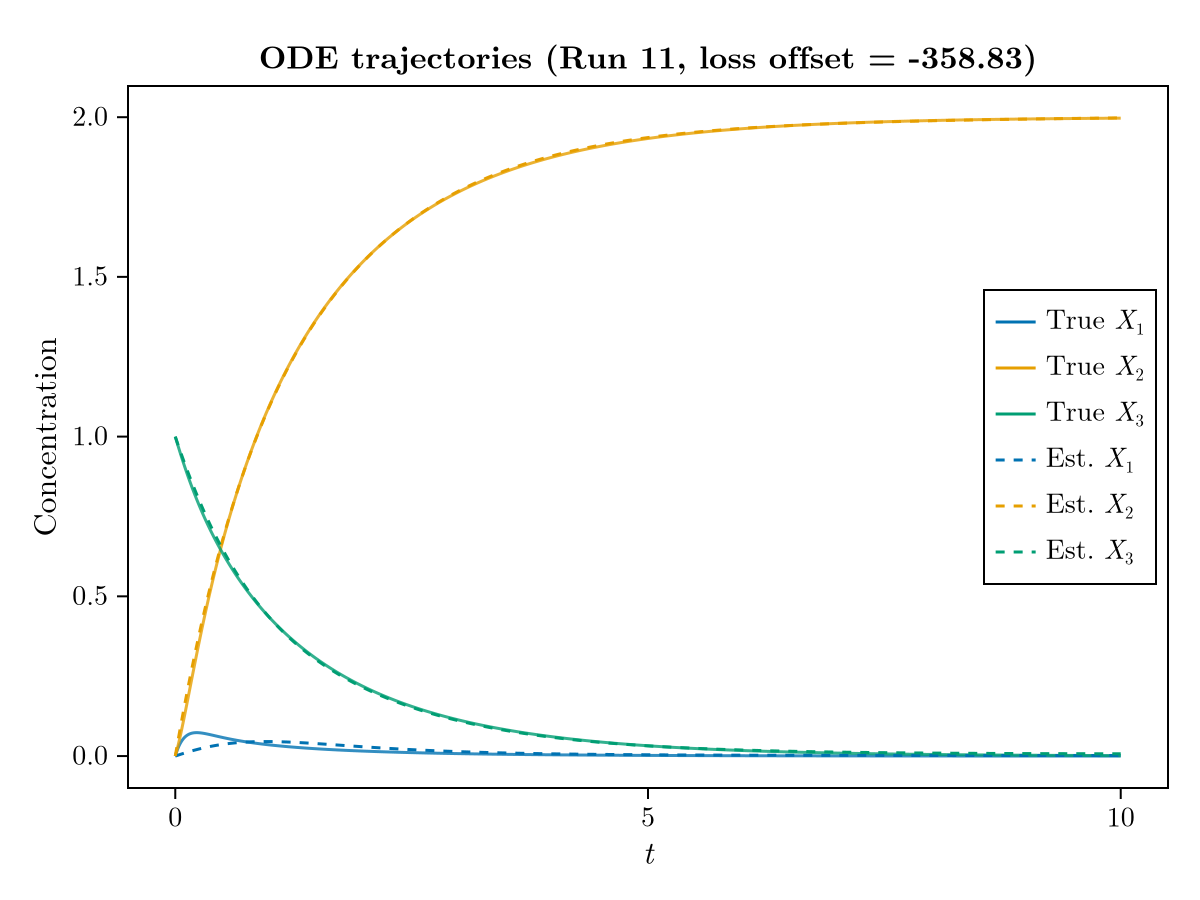 ODE trajectories (Run 11, loss offset = -358.83)
2.0
1.5
1.0
0.5
0.0
Concentration
0
5
10
t
True X₁
True X₂
True X₃
Est. X₁
Est. X₂
Est. X₃